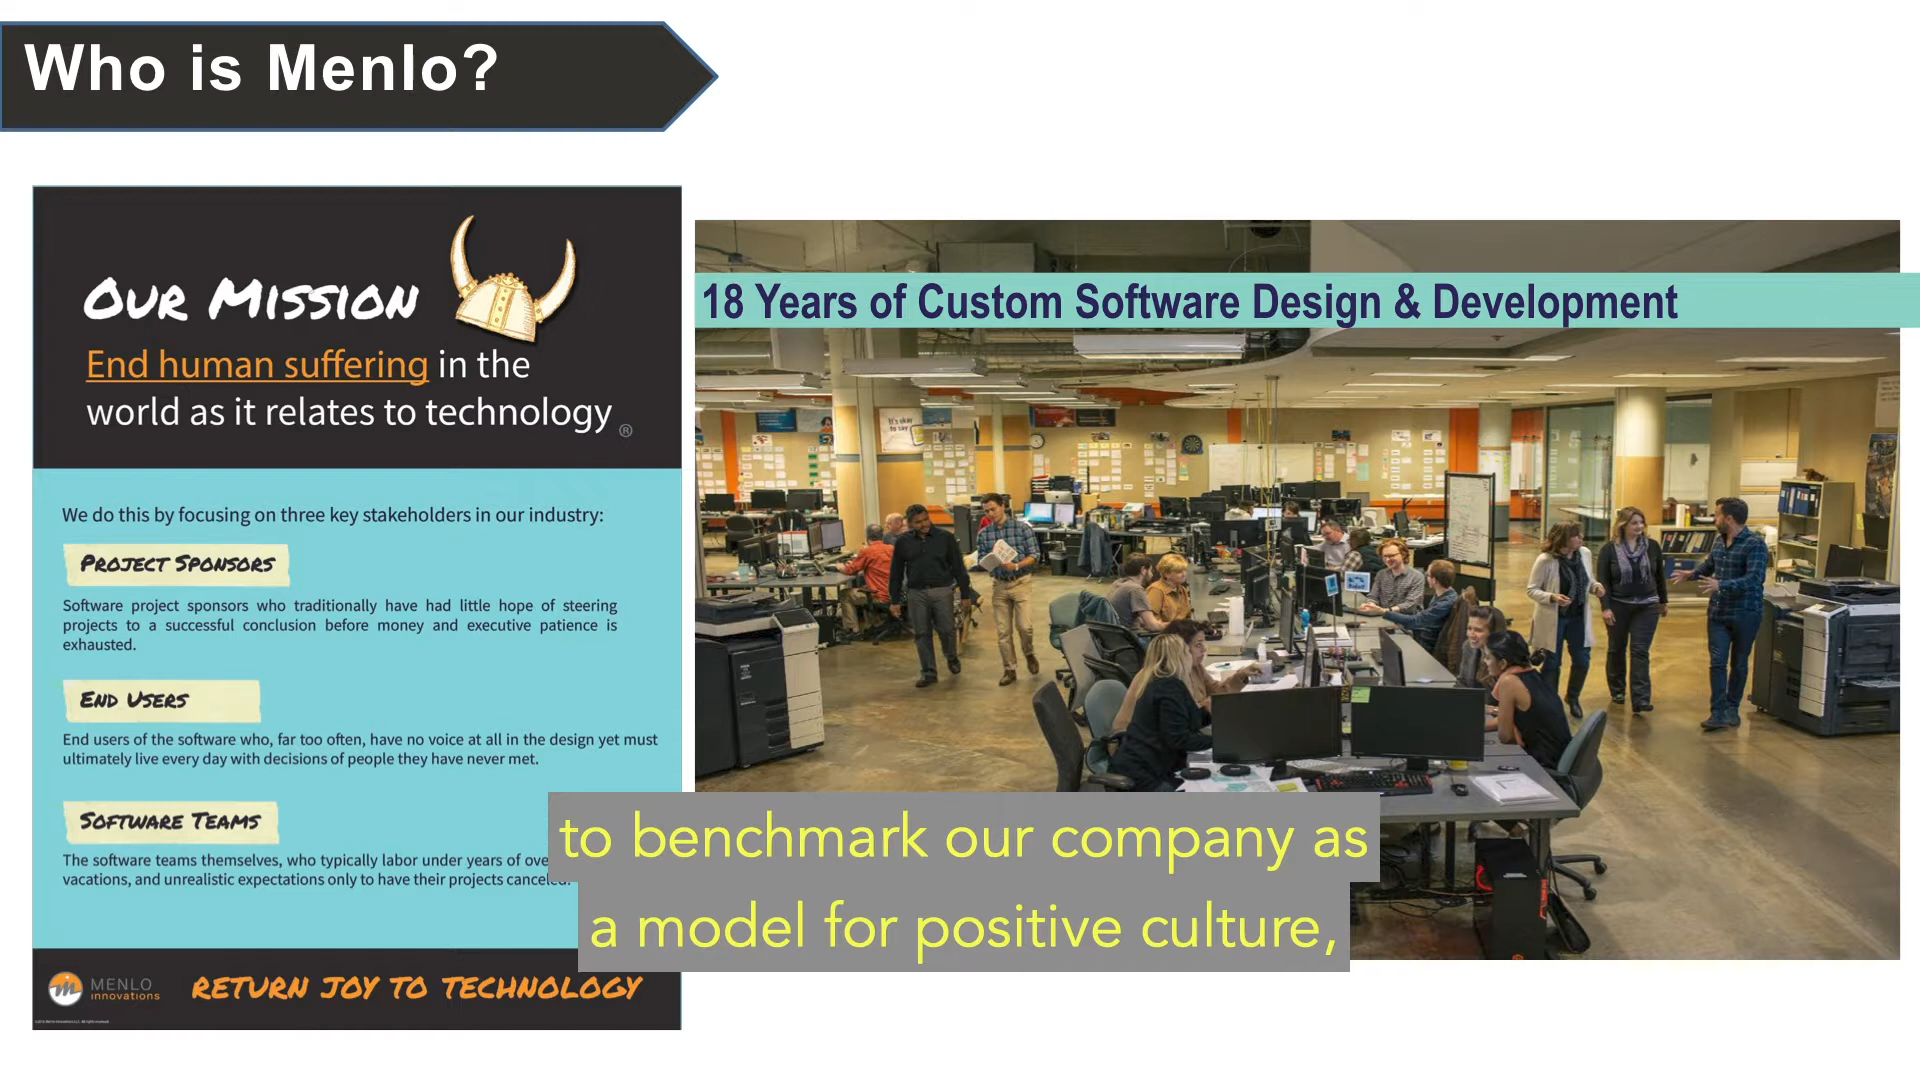 Who is Menlo?
OUR MISSION
End human suffering in the
world as it relates to technology ®
We do this by focusing on three key stakeholders in our industry:
PROJECT SPONSORS
Software project sponsors who traditionally have had little hope of steering
projects to a successful conclusion before money and executive patience is
exhausted.
END USERS
End users of the software who, far too often, have no voice at all in the design yet must
ultimately live every day with decisions of people they have never met.
SOFTWARE TEAMS
The software teams themselves, who typically labor under years of
vacations, and unrealistic expectations only to have their projects canceled.
MENLO
innovations
RETURN JOY TO TECHNOLOGY
18 Years of Custom Software Design & Development
It's okay
to say
to benchmark our company as
a model for positive culture,